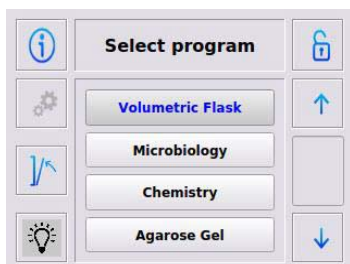 Select program
Volumetric Flask
Microbiology
Chemistry
Agarose Gel